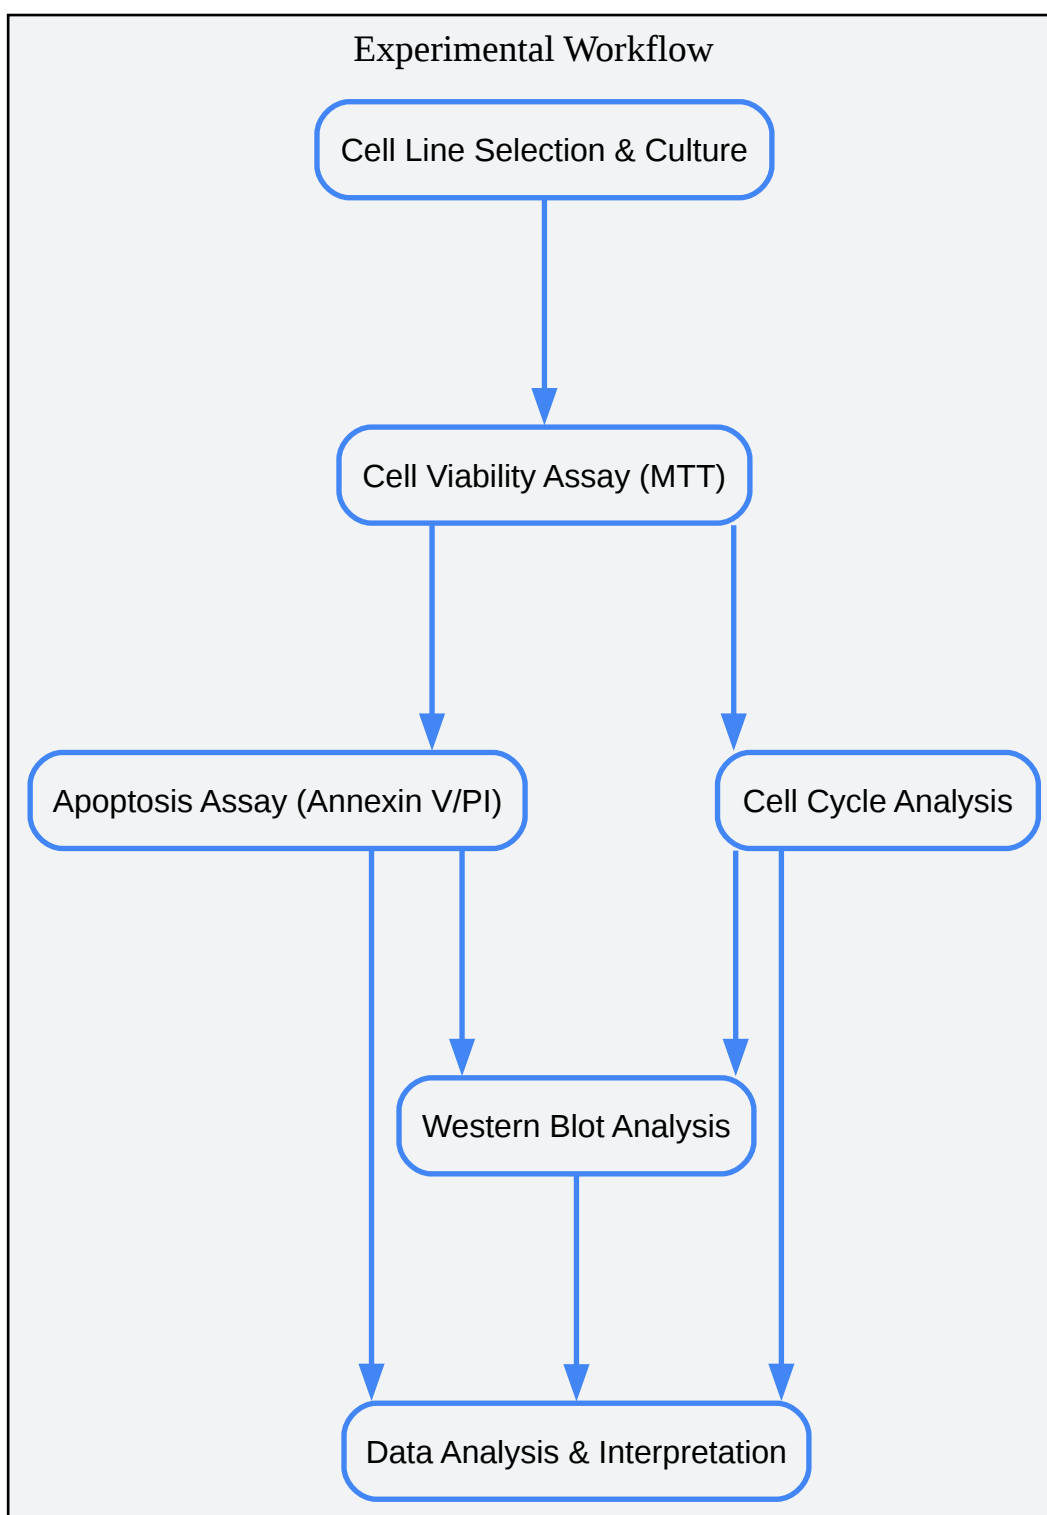 Experimental Workflow
Cell Line Selection & Culture
Cell Viability Assay (MTT)
Apoptosis Assay (Annexin V/PI)
Cell Cycle Analysis
Western Blot Analysis
Data Analysis & Interpretation